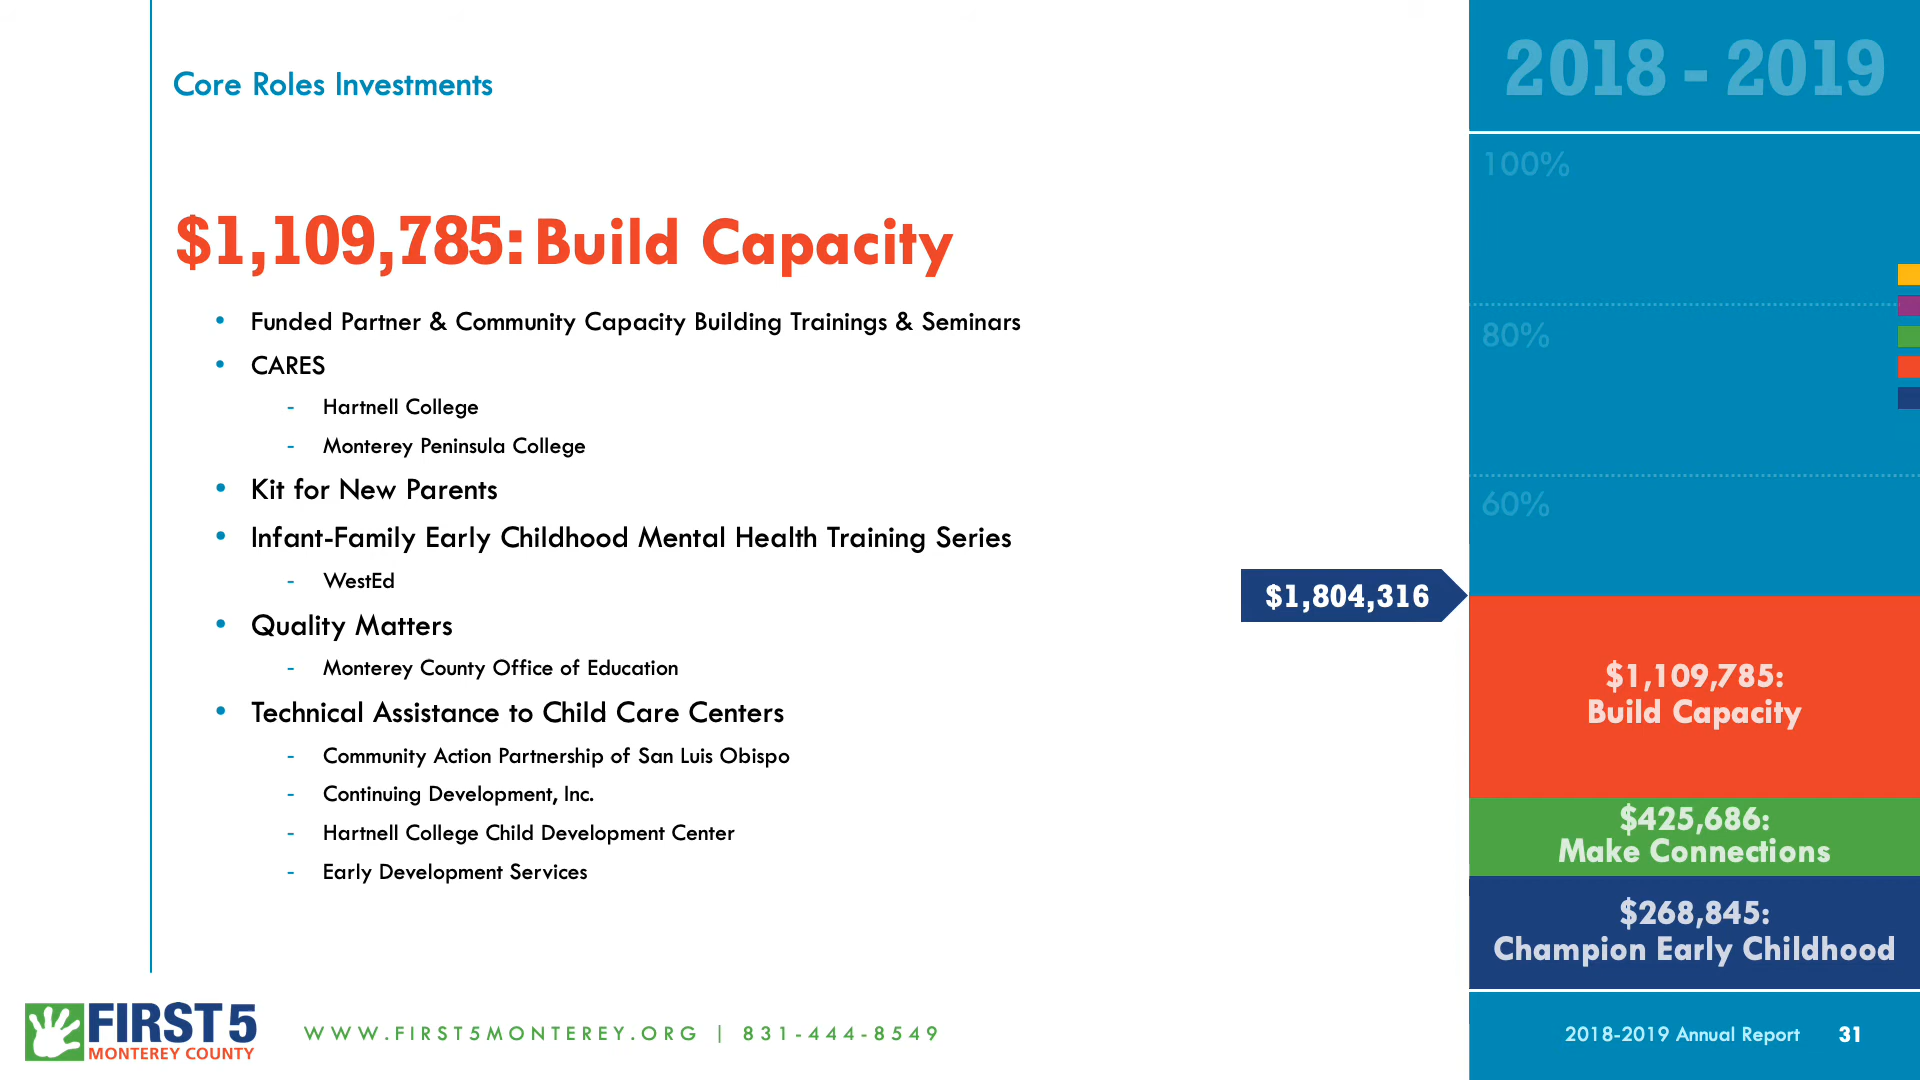 Core Roles Investments
$1,109,785: Build Capacity
• Funded Partner & Community Capacity Building Trainings & Seminars
• CARES
- Hartnell College
- Monterey Peninsula College
• Kit for New Parents
• Infant-Family Early Childhood Mental Health Training Series
- WestEd
• Quality Matters
- Monterey County Office of Education
• Technical Assistance to Child Care Centers
- Community Action Partnership of San Luis Obispo
- Continuing Development, Inc.
- Hartnell College Child Development Center
- Early Development Services
2018 - 2019
100%
80%
60%
$1,804,316
$1,109,785:
Build Capacity
$425,686:
Make Connections
$268,845:
Champion Early Childhood
FIRST 5
MONTEREY COUNTY
WWW.FIRST5MONTEREY.ORG | 831-444-8549
2018-2019 Annual Report 31